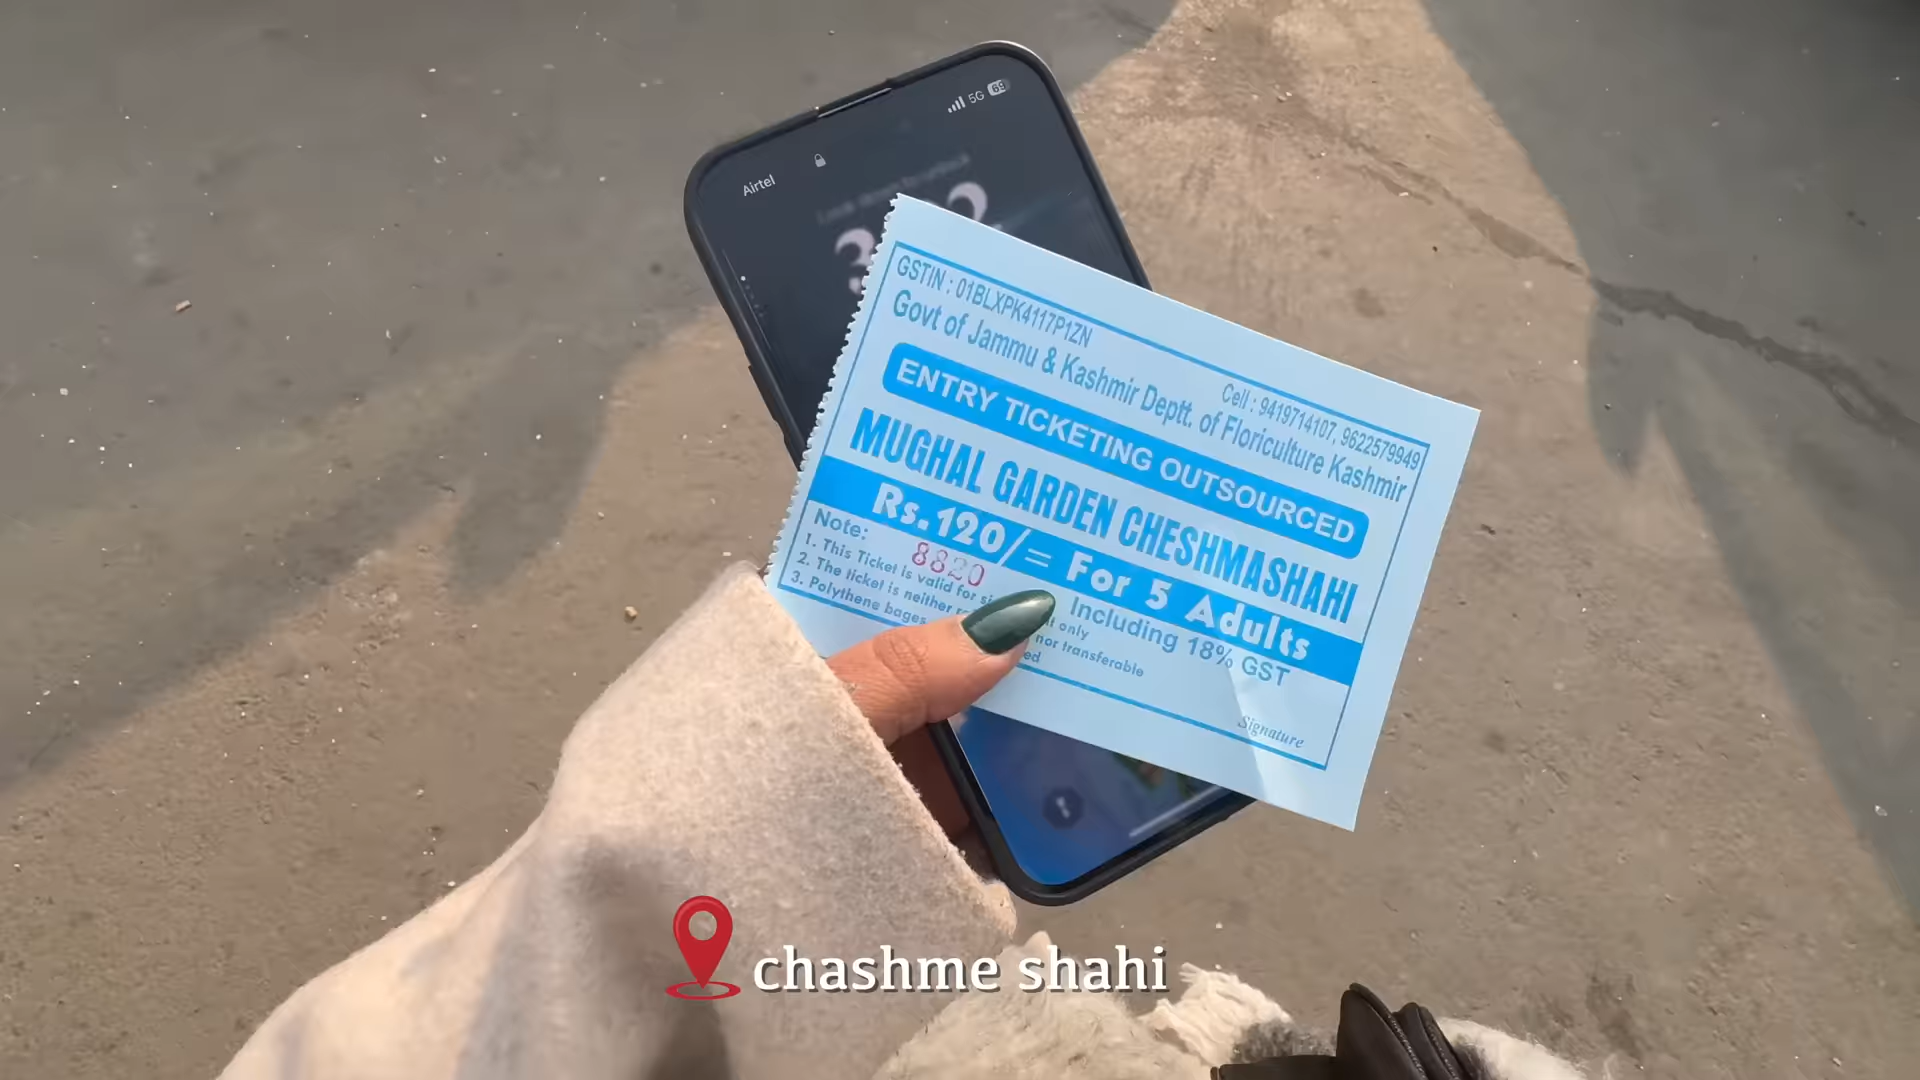 5G 69
Airtel
GSTIN : 01BLXPK4117P1ZN
Cell : 9419714107, 9622579949
Govt of Jammu & Kashmir Deptt. of Floriculture Kashmir
ENTRY TICKETING OUTSOURCED
MUGHAL GARDEN CHESHMASHAHI
Rs.120/= For 5 Adults
Including 18% GST
Note:
8820
1. This Ticket is valid for only
2. The ticket is neither nor transferable
3. Polythene bages
Signature
chashme shahi